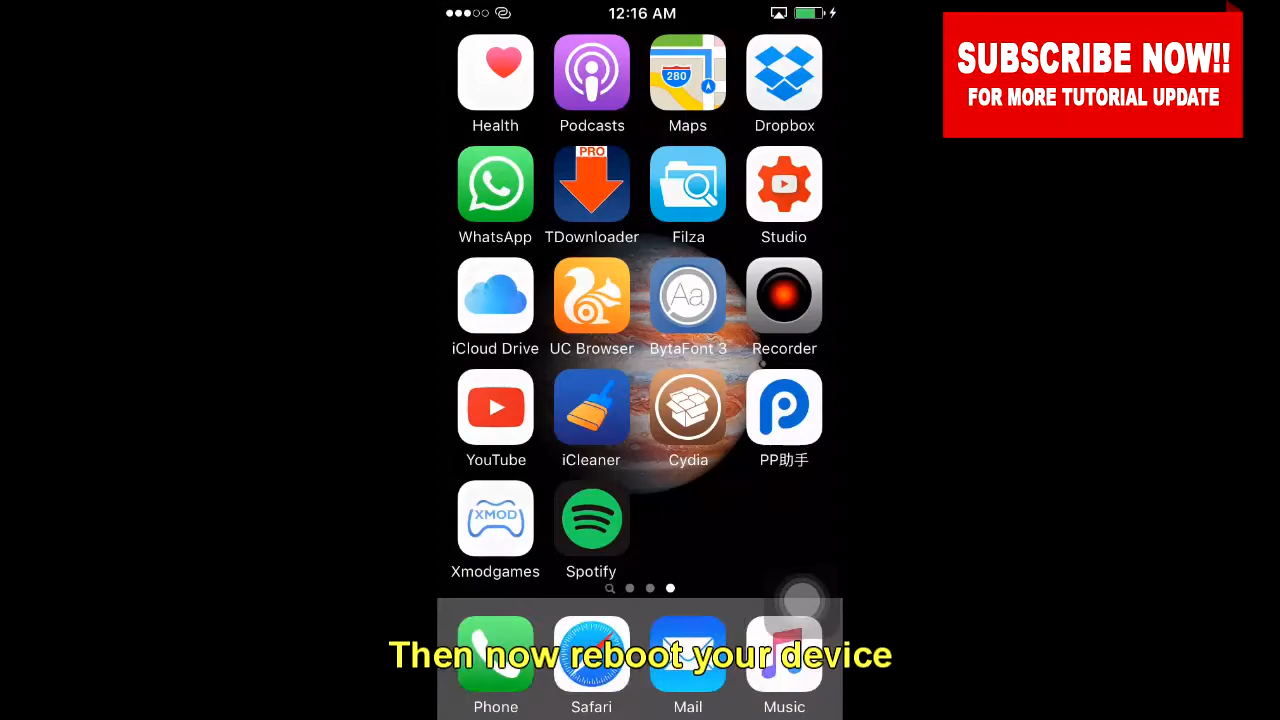 12:16 AM
SUBSCRIBE NOW!!
FOR MORE TUTORIAL UPDATE
280
Health Podcasts Maps Dropbox
PRO
WhatsApp TDownloader Filza Studio
Aa
iCloud Drive UC Browser BytaFont 3 Recorder
YouTube iCleaner Cydia PP助手
XMOD
Xmodgames Spotify
Then now reboot your device
Phone Safari Mail Music